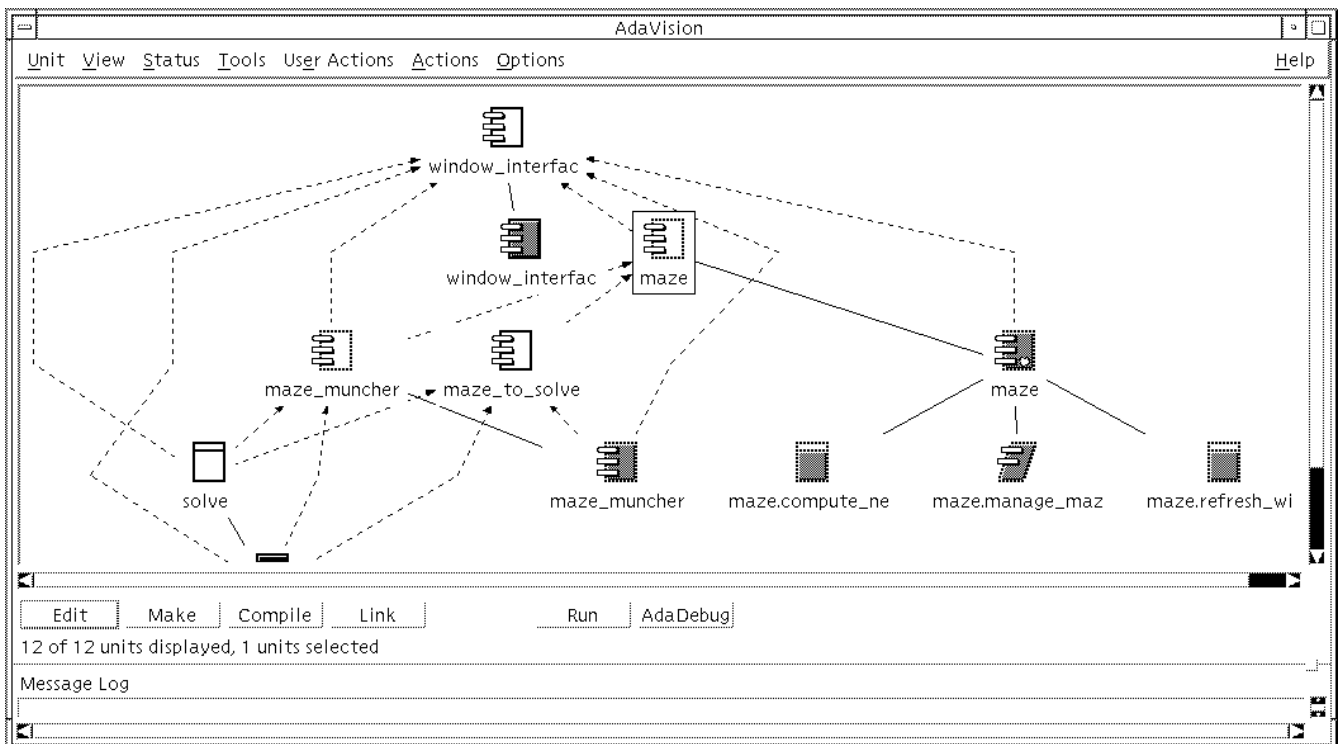 AdaVision
Unit View Status Tools User Actions Actions Options Help
window_interfac
window_interfac maze
maze_muncher maze_to_solve maze
solve maze_muncher maze.compute_ne maze.manage_maz maze.refresh_wi
Edit Make Compile Link Run AdaDebug
12 of 12 units displayed, 1 units selected
Message Log